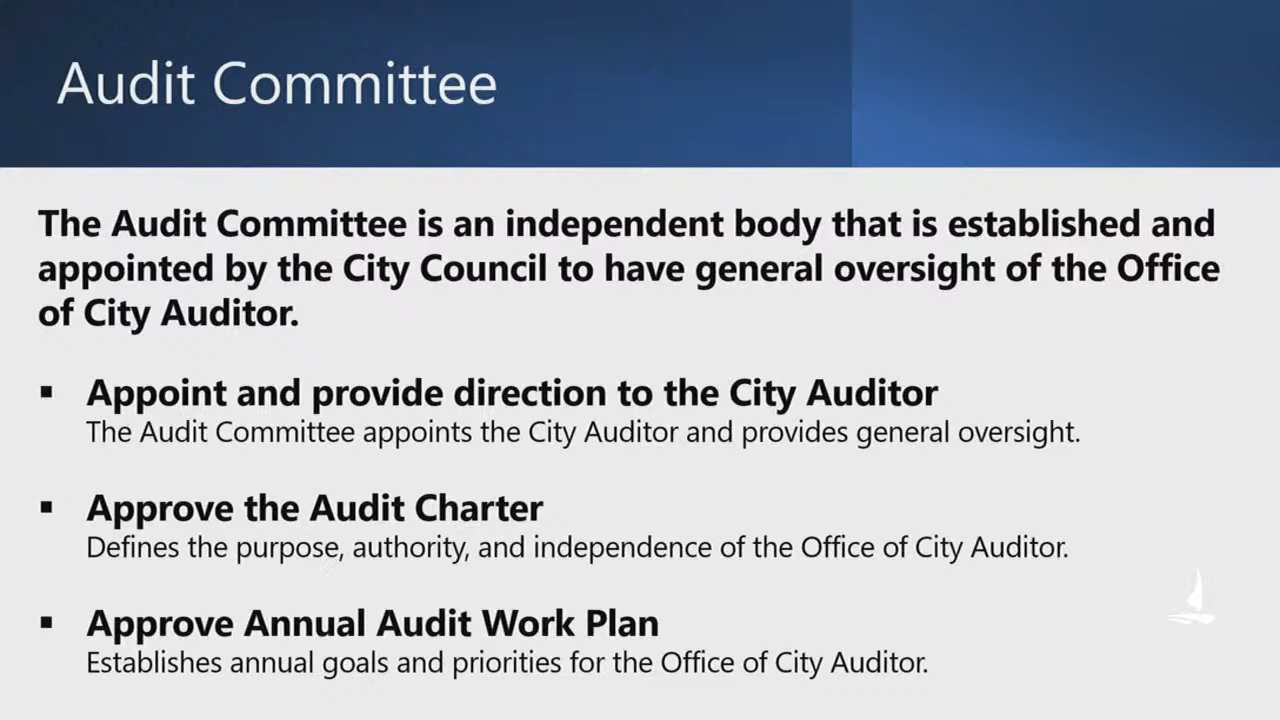 Audit Committee
The Audit Committee is an independent body that is established and
appointed by the City Council to have general oversight of the Office
of City Auditor.
▪ Appoint and provide direction to the City Auditor
The Audit Committee appoints the City Auditor and provides general oversight.
▪ Approve the Audit Charter
Defines the purpose, authority, and independence of the Office of City Auditor.
▪ Approve Annual Audit Work Plan
Establishes annual goals and priorities for the Office of City Auditor.